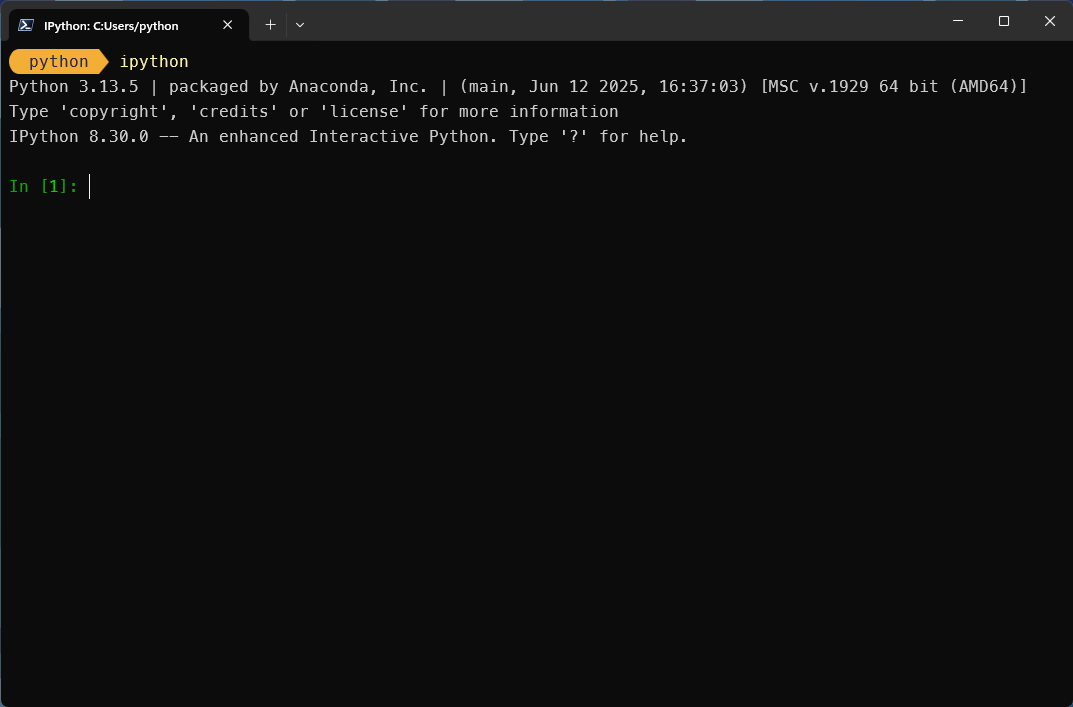 IPython: C:Users/python
python ipython
Python 3.13.5 | packaged by Anaconda, Inc. | (main, Jun 12 2025, 16:37:03) [MSC v.1929 64 bit (AMD64)]
Type 'copyright', 'credits' or 'license' for more information
IPython 8.30.0 -- An enhanced Interactive Python. Type '?' for help.
In [1]: